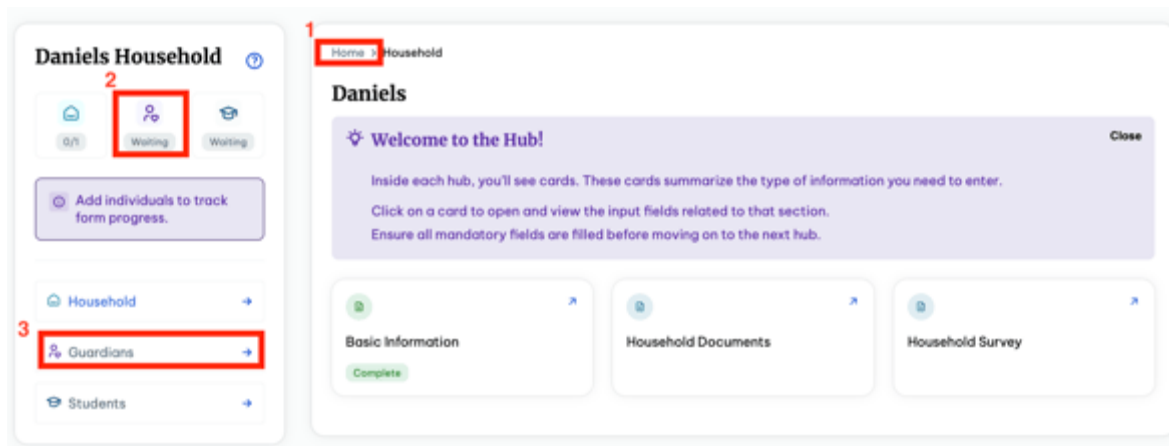 Daniels Household
2
0/1
Waiting
Waiting
Add individuals to track
form progress.
Household
3
Guardians
Students
1
Home > Household
Daniels
Welcome to the Hub!
Close
Inside each hub, you'll see cards. These cards summarize the type of information you need to enter.
Click on a card to open and view the input fields related to that section.
Ensure all mandatory fields are filled before moving on to the next hub.
Basic Information
Complete
Household Documents
Household Survey